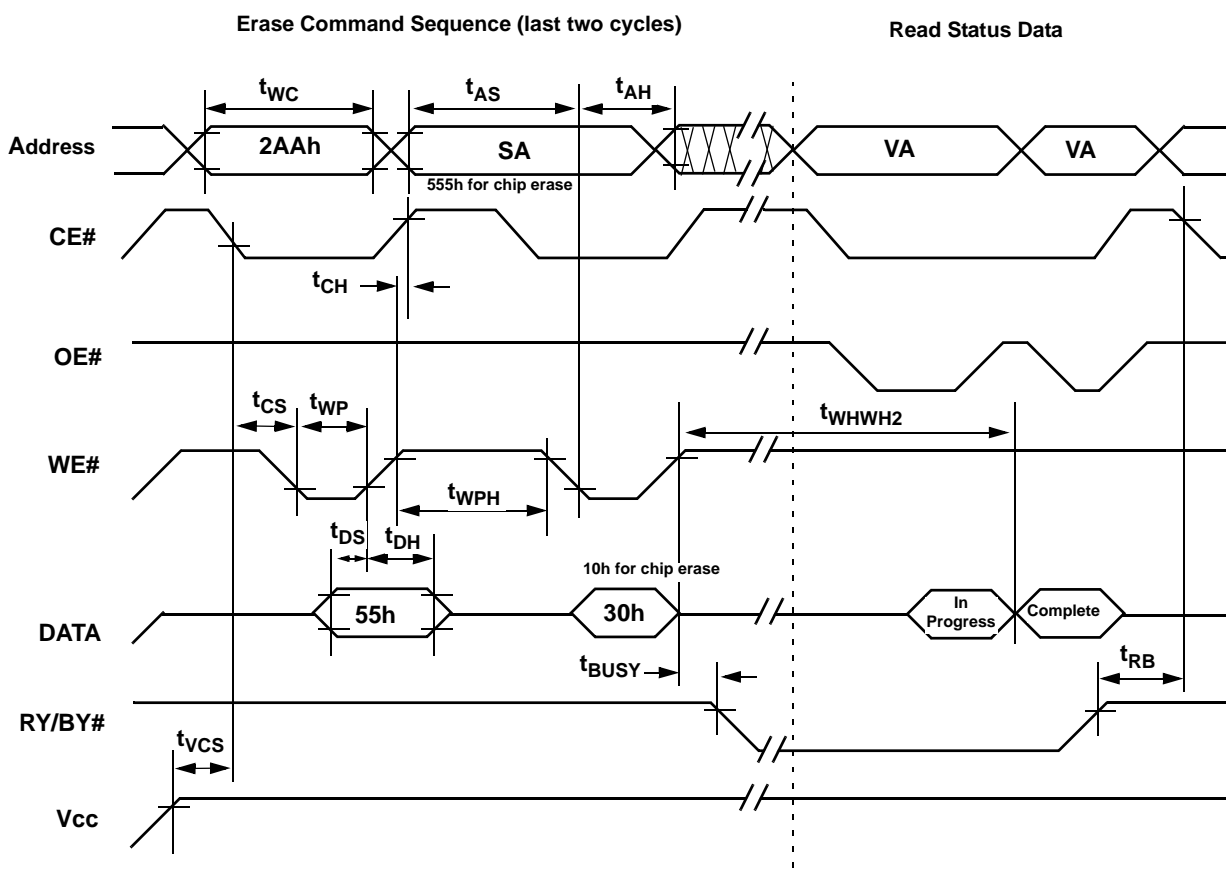 Erase Command Sequence (last two cycles)
Read Status Data
tWC
tAS
tAH
Address
2AAh
SA
VA
VA
555h for chip erase
CE#
tCH
OE#
tCS
tWP
tWHWH2
WE#
tWPH
tDS
tDH
10h for chip erase
DATA
55h
30h
In
Progress
Complete
tBUSY
tRB
RY/BY#
tVCS
Vcc